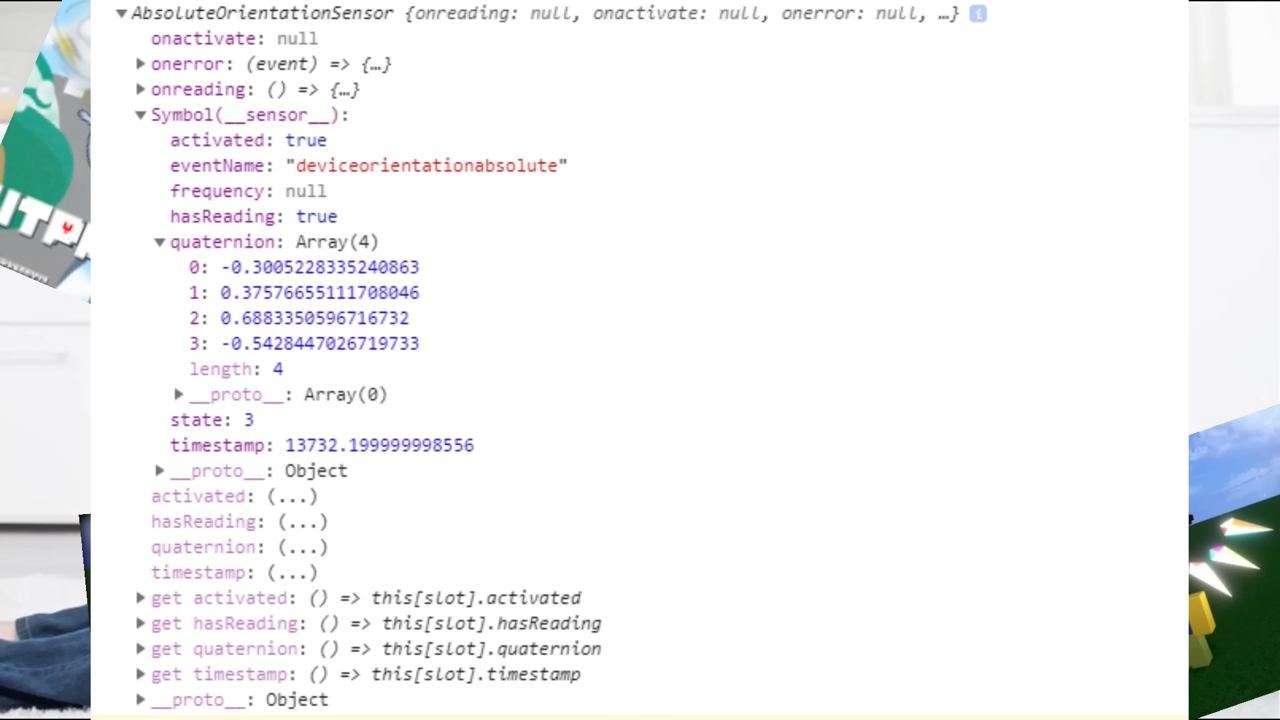 ▼AbsoluteOrientationSensor {onreading: null, onactivate: null, onerror: null, …} i
onactivate: null
▶onerror: (event) => {…}
▶onreading: () => {…}
▼Symbol(__sensor__):
activated: true
eventName: "deviceorientationabsolute"
frequency: null
hasReading: true
▼quaternion: Array(4)
0: -0.3005228335240863
1: 0.37576655111708046
2: 0.6883350596716732
3: -0.5428447026719733
length: 4
▶__proto__: Array(0)
state: 3
timestamp: 13732.199999998556
▶__proto__: Object
activated: (...)
hasReading: (...)
quaternion: (...)
timestamp: (...)
▶get activated: () => this[slot].activated
▶get hasReading: () => this[slot].hasReading
▶get quaternion: () => this[slot].quaternion
▶get timestamp: () => this[slot].timestamp
▶__proto__: Object